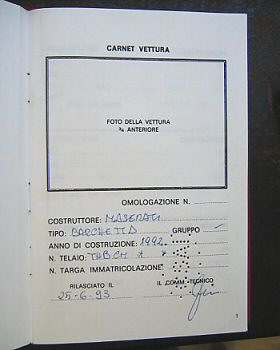 CARNET VETTURA
FOTO DELLA VETTURA
¾ ANTERIORE
OMOLOGAZIONE N.
COSTRUTTORE: MASERATI
TIPO: BARCHETTA GRUPPO
ANNO DI COSTRUZIONE: 1992
N. TELAIO:
N. TARGA IMMATRICOLAZIONE
RILASCIATO IL IL COMM. TECNICO
25-6-93
1